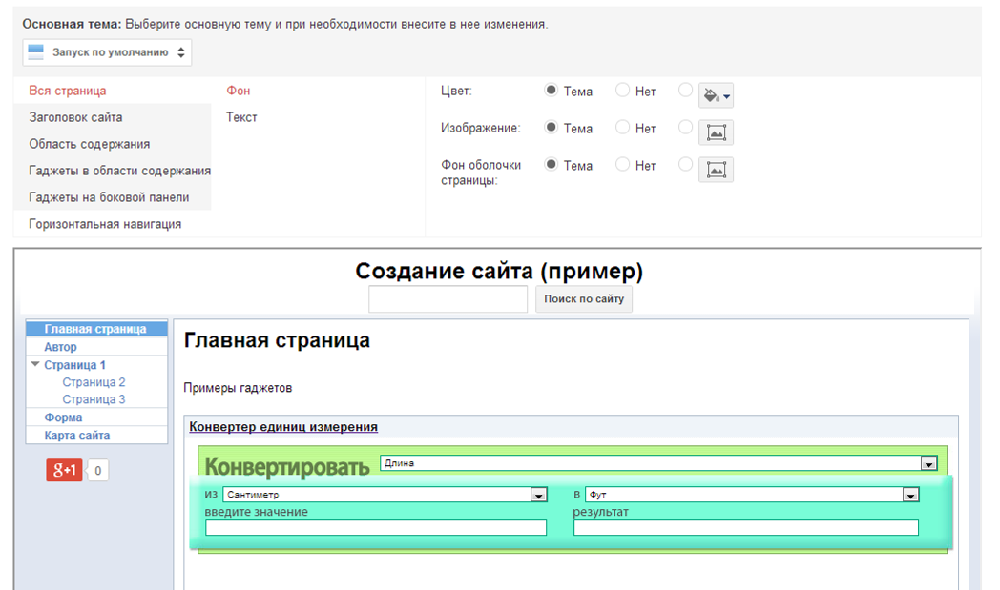 Основная тема: Выберите основную тему и при необходимости внесите в нее изменения.
Запуск по умолчанию
Вся страница
Заголовок сайта
Область содержания
Гаджеты в области содержания
Гаджеты на боковой панели
Горизонтальная навигация
Фон
Текст
Цвет: Тема Нет
Изображение: Тема Нет
Фон оболочки Тема Нет
страницы:
Создание сайта (пример)
Поиск по сайту
Главная страница
Автор
Страница 1
Страница 2
Страница 3
Форма
Карта сайта
g+1 0
Главная страница
Примеры гаджетов
Конвертер единиц измерения
Конвертировать Длина
из Сантиметр в Фут
введите значение результат